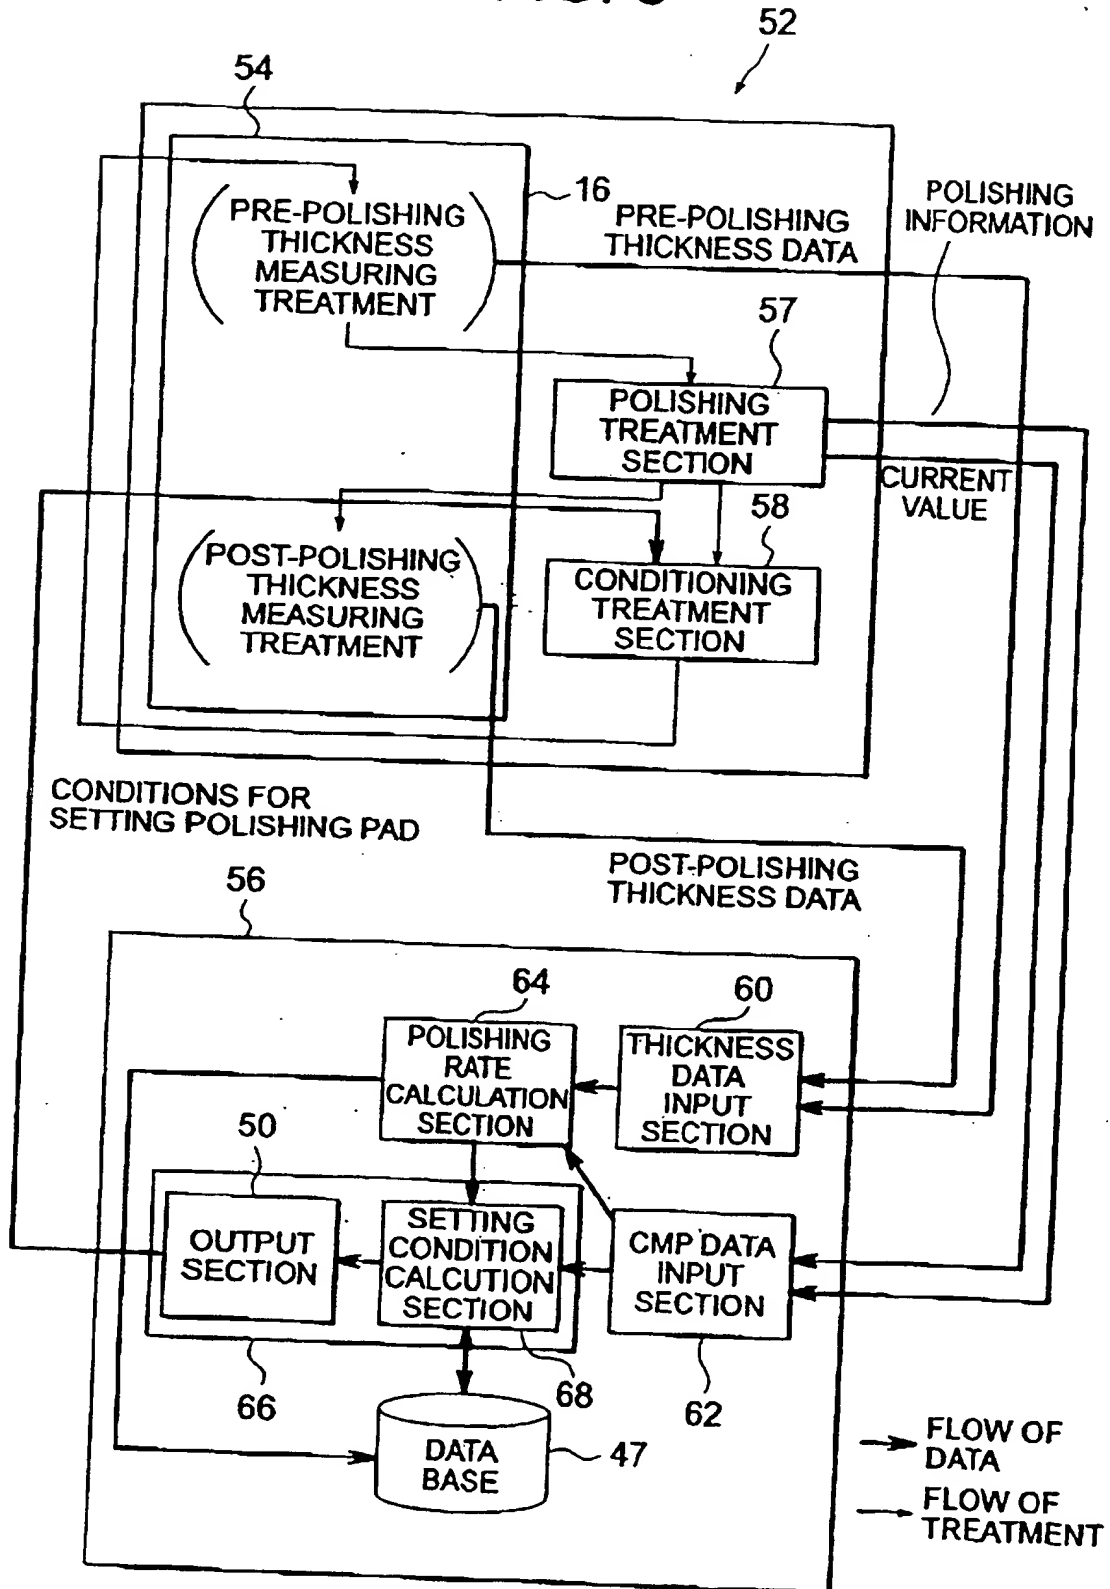 52
54
16
PRE-POLISHING
THICKNESS
MEASURING
TREATMENT
PRE-POLISHING
THICKNESS DATA
POLISHING
INFORMATION
57
POLISHING
TREATMENT
SECTION
CURRENT
VALUE
58
POST-POLISHING
THICKNESS
MEASURING
TREATMENT
CONDITIONING
TREATMENT
SECTION
CONDITIONS FOR
SETTING POLISHING PAD
POST-POLISHING
THICKNESS DATA
56
64
60
POLISHING
RATE
CALCULATION
SECTION
THICKNESS
DATA
INPUT
SECTION
50
OUTPUT
SECTION
SETTING
CONDITION
CALCUTION
SECTION
CMP DATA
INPUT
SECTION
66
68
62
DATA
BASE
47
FLOW OF
DATA
FLOW OF
TREATMENT